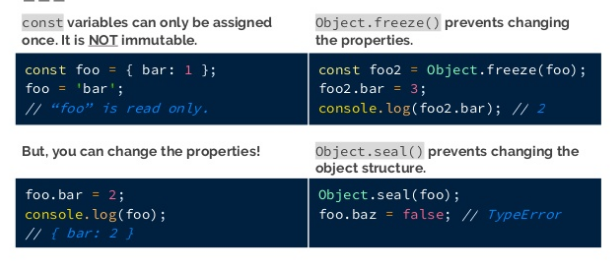 const variables can only be assigned
once. It is NOT immutable.
const foo = { bar: 1 };
foo = 'bar';
// “foo” is read only.
But, you can change the properties!
foo.bar = 2;
console.log(foo);
// { bar: 2 }
Object.freeze() prevents changing
the properties.
const foo2 = Object.freeze(foo);
foo2.bar = 3;
console.log(foo2.bar); // 2
Object.seal() prevents changing the
object structure.
Object.seal(foo);
foo.baz = false; // TypeError